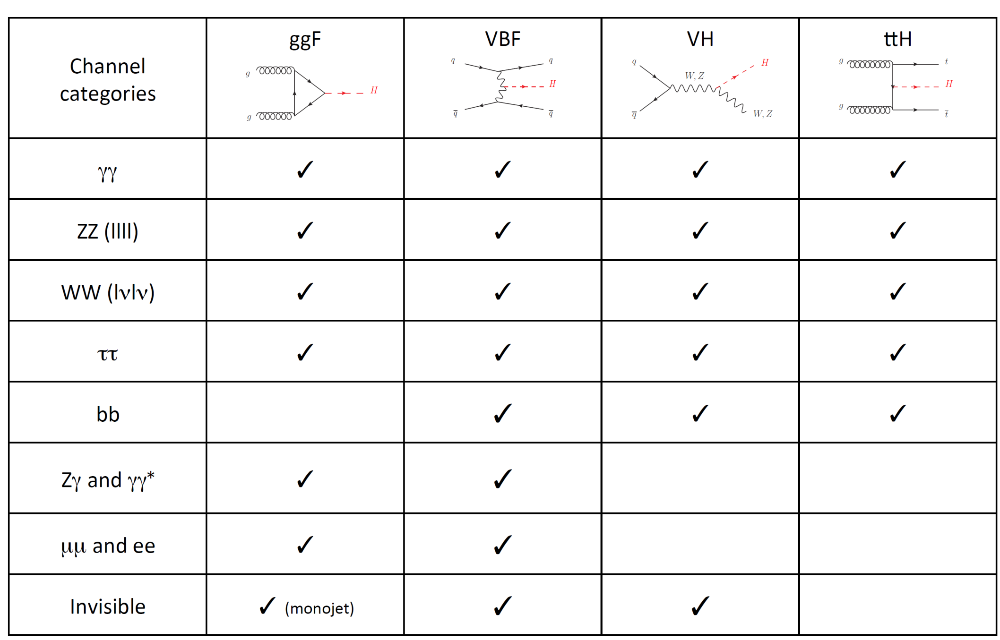 Channel
categories
ggF
g
g
H
VBF
q
q
H
q̅
q̅
VH
q
H
W, Z
q̅
W, Z
ttH
g
t
H
g
t̅
γγ
✓
✓
✓
✓
ZZ (llll)
✓
✓
✓
✓
WW (lνlν)
✓
✓
✓
✓
ττ
✓
✓
✓
✓
bb
✓
✓
✓
Zγ and γγ*
✓
✓
μμ and ee
✓
✓
Invisible
✓ (monojet)
✓
✓